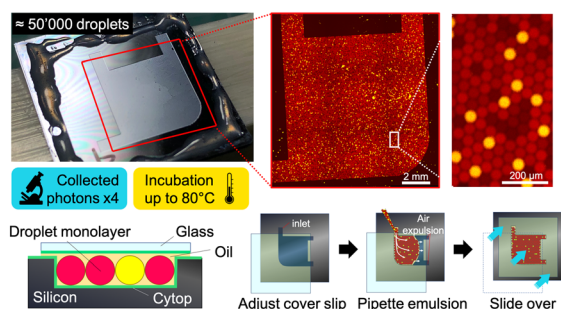 ≈ 50'000 droplets
2 mm
200 μm
Collected
photons x4
Incubation
up to 80°C
Glass
Droplet monolayer
Oil
Silicon
Cytop
inlet
Air
expulsion
Adjust cover slip
Pipette emulsion
Slide over